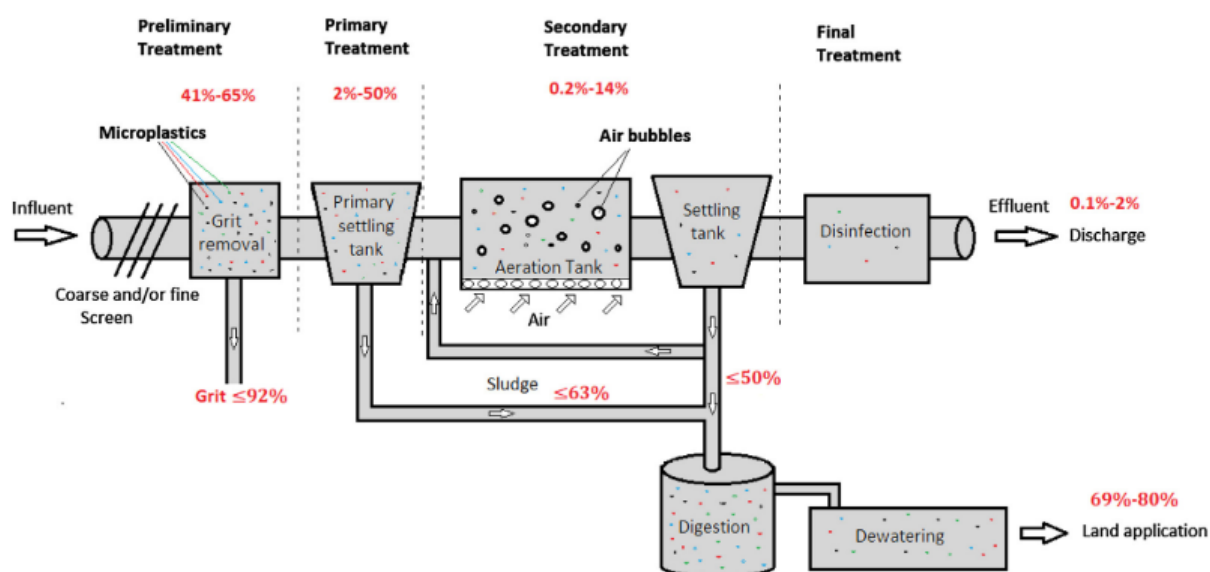 Preliminary
Treatment
Primary
Treatment
Secondary
Treatment
Final
Treatment
41%-65%
2%-50%
0.2%-14%
Microplastics
Air bubbles
Influent
Grit
removal
Primary
settling
tank
Aeration Tank
Settling
tank
Disinfection
Effluent
0.1%-2%
Discharge
Coarse and/or fine
Screen
Air
Grit ≤92%
Sludge
≤63%
≤50%
Digestion
Dewatering
69%-80%
Land application